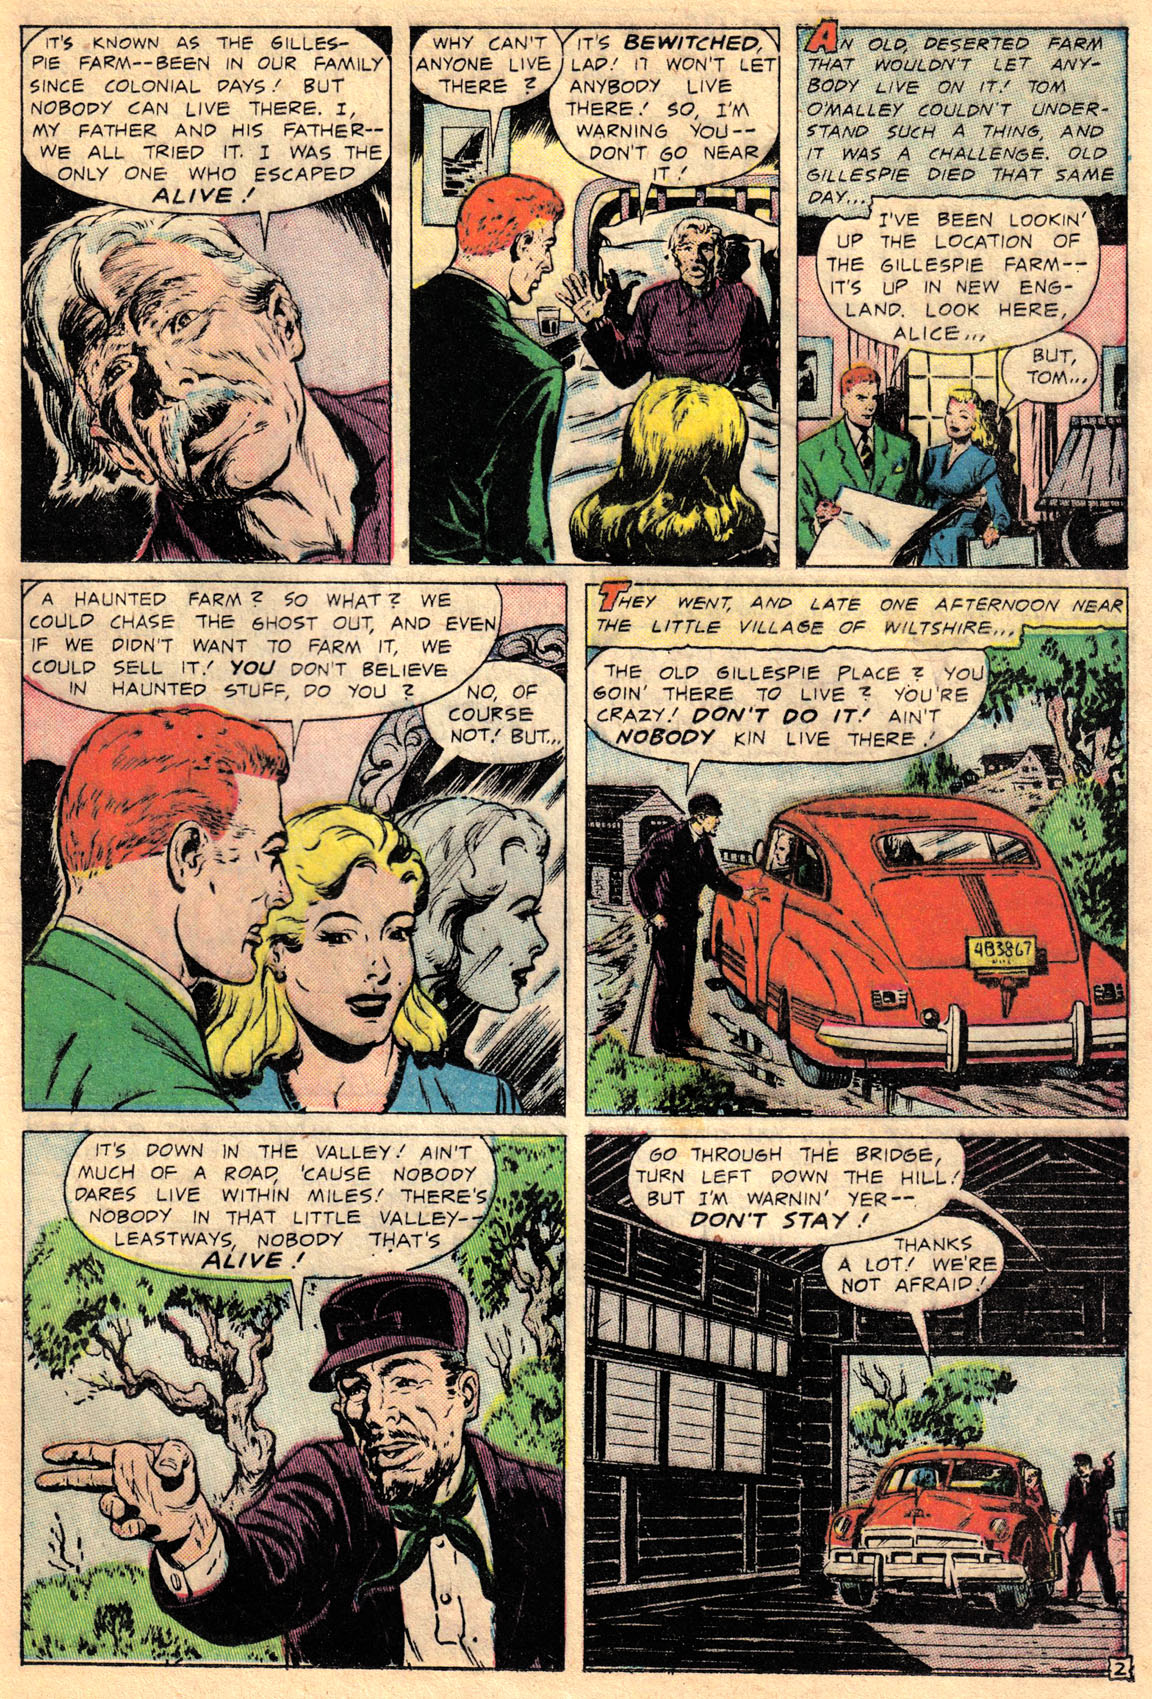 IT'S KNOWN AS THE GILLES-
PIE FARM--BEEN IN OUR FAMILY
SINCE COLONIAL DAYS! BUT
NOBODY CAN LIVE THERE. I,
MY FATHER AND HIS FATHER--
WE ALL TRIED IT. I WAS THE
ONLY ONE WHO ESCAPED
ALIVE!
WHY CAN'T
ANYONE LIVE
THERE?
IT'S BEWITCHED,
LAD! IT WON'T LET
ANYBODY LIVE
THERE! SO, I'M
WARNING YOU--
DON'T GO NEAR
IT!
AN OLD, DESERTED FARM
THAT WOULDN'T LET ANY-
BODY LIVE ON IT! TOM
O'MALLEY COULDN'T UNDER-
STAND SUCH A THING, AND
IT WAS A CHALLENGE. OLD
GILLESPIE DIED THAT SAME
DAY...
I'VE BEEN LOOKIN'
UP THE LOCATION OF
THE GILLESPIE FARM--
IT'S UP IN NEW ENG-
LAND. LOOK HERE,
ALICE...
BUT,
TOM...
A HAUNTED FARM? SO WHAT? WE
COULD CHASE THE GHOST OUT, AND EVEN
IF WE DIDN'T WANT TO FARM IT, WE
COULD SELL IT! YOU DON'T BELIEVE
IN HAUNTED STUFF, DO YOU?
NO, OF
COURSE
NOT! BUT...
THEY WENT, AND LATE ONE AFTERNOON NEAR
THE LITTLE VILLAGE OF WILTSHIRE...
THE OLD GILLESPIE PLACE? YOU
GOIN' THERE TO LIVE? YOU'RE
CRAZY! DON'T DO IT! AIN'T
NOBODY KIN LIVE THERE!
4B3867
IT'S DOWN IN THE VALLEY! AIN'T
MUCH OF A ROAD, 'CAUSE NOBODY
DARES LIVE WITHIN MILES! THERE'S
NOBODY IN THAT LITTLE VALLEY--
LEASTWAYS, NOBODY THAT'S
ALIVE!
GO THROUGH THE BRIDGE,
TURN LEFT DOWN THE HILL!
BUT I'M WARNIN' YER--
DON'T STAY!
THANKS
A LOT! WE'RE
NOT AFRAID!
2